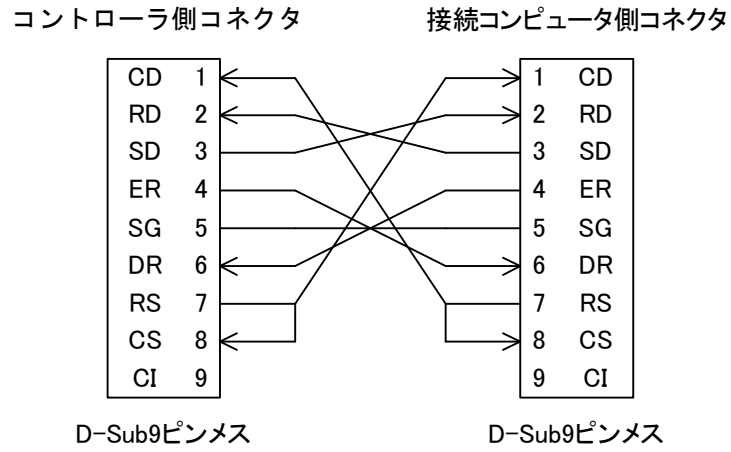 コントローラ側コネクタ 接続コンピュータ側コネクタ
CD 1 1 CD
RD 2 2 RD
SD 3 3 SD
ER 4 4 ER
SG 5 5 SG
DR 6 6 DR
RS 7 7 RS
CS 8 8 CS
CI 9 9 CI
D-Sub9ピンメス D-Sub9ピンメス